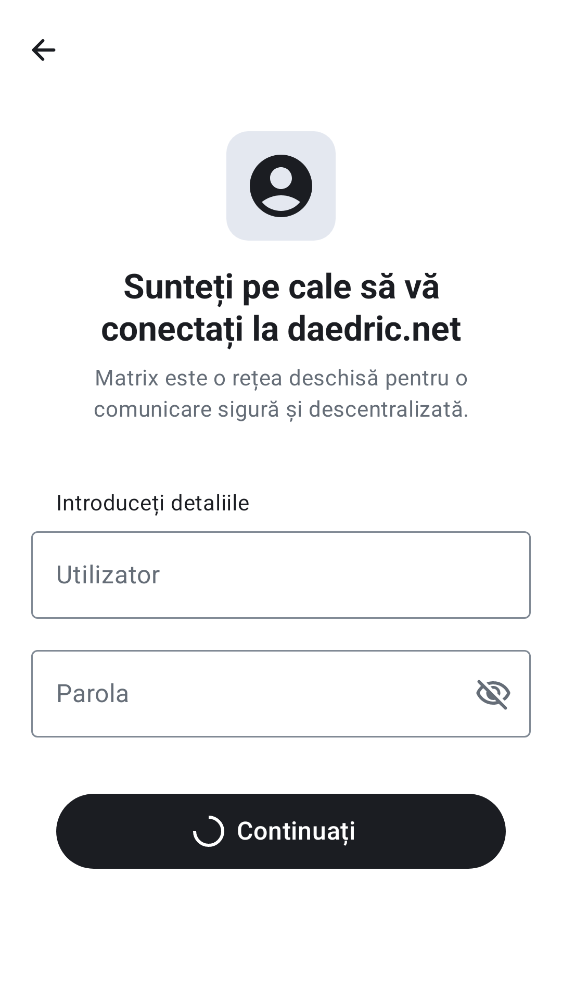 Sunteți pe cale să vă
conectați la daedric.net
Matrix este o rețea deschisă pentru o
comunicare sigură și descentralizată.
Introduceți detaliile
Utilizator
Parola
Continuați